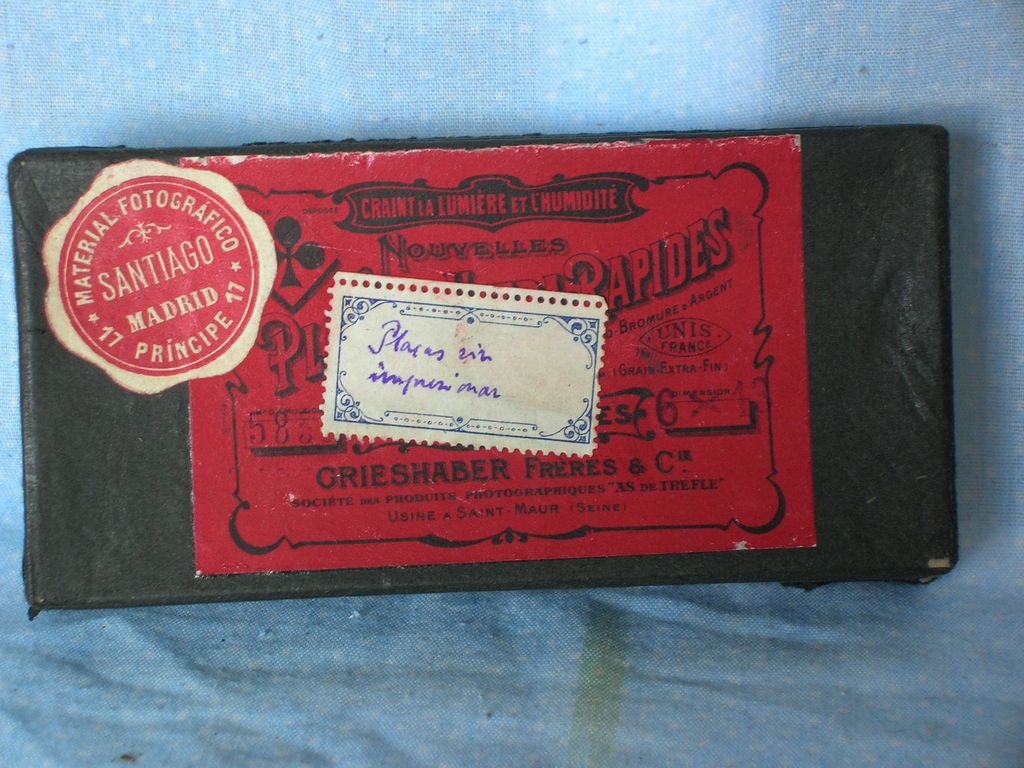 MATERIAL FOTOGRÁFICO
SANTIAGO
MADRID
17 PRÍNCIPE 17
CRAINT LA LUMIÈRE ET L'HUMIDITÉ
NOUVELLES
RAPIDES
BROMURE D'ARGENT
UNIS
FRANCE
(GRAIN-EXTRA-FIN)
Placas sin
impresionar
DIMENSION
6
GRIESHABER FRÈRES & CIE
SOCIÉTÉ DES PRODUITS PHOTOGRAPHIQUES "AS DE TRÈFLE"
USINE A SAINT-MAUR (SEINE)